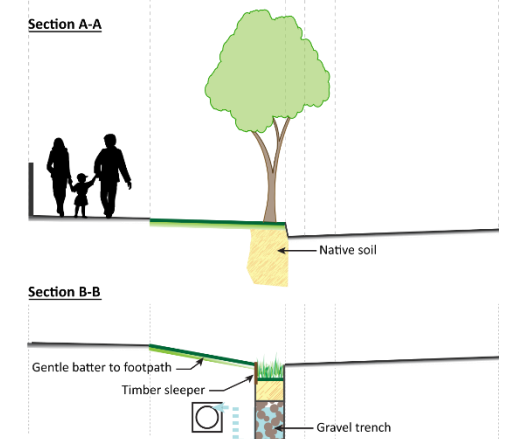 Section A-A
Native soil
Section B-B
Gentle batter to footpath
Timber sleeper
Gravel trench